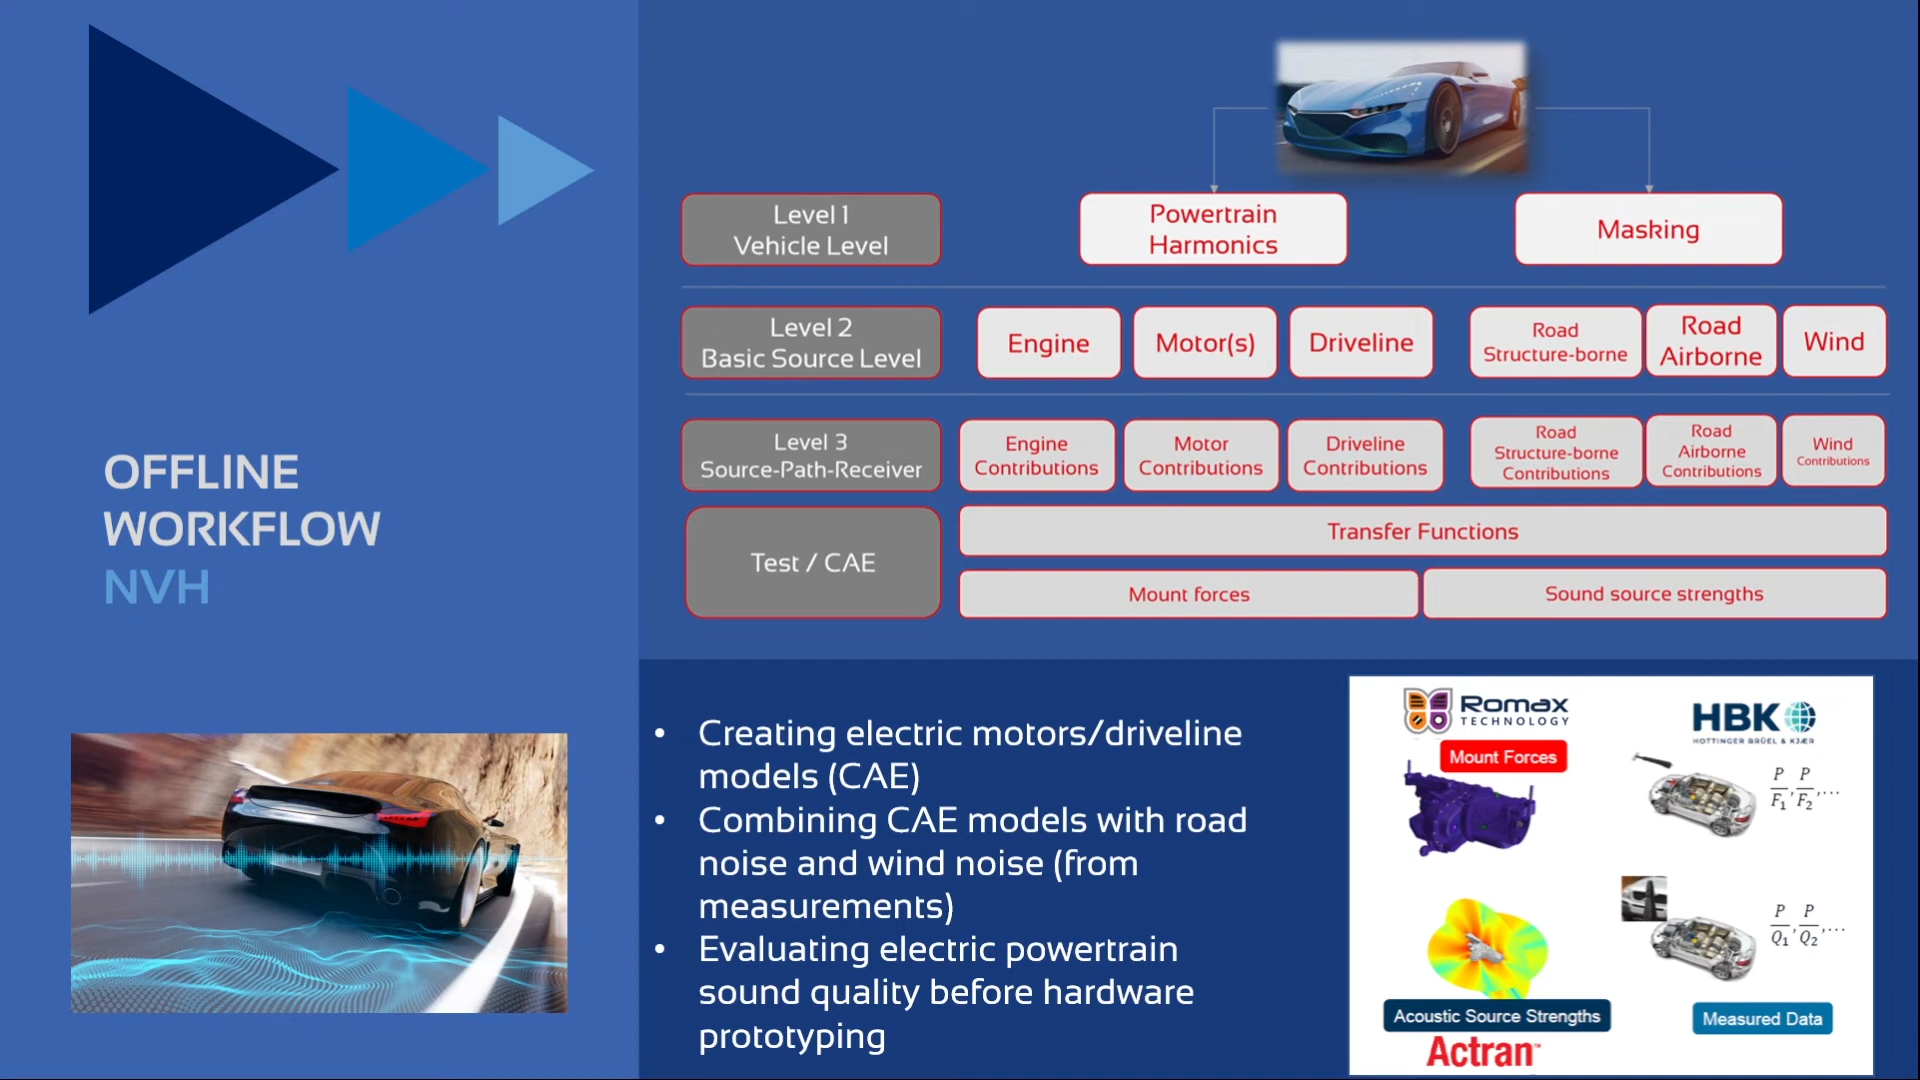 OFFLINE
WORKFLOW
NVH
Level 1
Vehicle Level
Powertrain
Harmonics
Masking
Level 2
Basic Source Level
Engine
Motor(s)
Driveline
Road
Structure-borne
Road
Airborne
Wind
Level 3
Source-Path-Receiver
Engine
Contributions
Motor
Contributions
Driveline
Contributions
Road
Structure-borne
Contributions
Road
Airborne
Contributions
Wind
Contributions
Test / CAE
Transfer Functions
Mount forces
Sound source strengths
• Creating electric motors/driveline
models (CAE)
• Combining CAE models with road
noise and wind noise (from
measurements)
• Evaluating electric powertrain
sound quality before hardware
prototyping
Romax
TECHNOLOGY
Mount Forces
HBK
HOTTINGER BRÜEL & KJÆR
P/F₁, P/F₂, ...
P/Q₁, P/Q₂, ...
Acoustic Source Strengths
Actran™
Measured Data